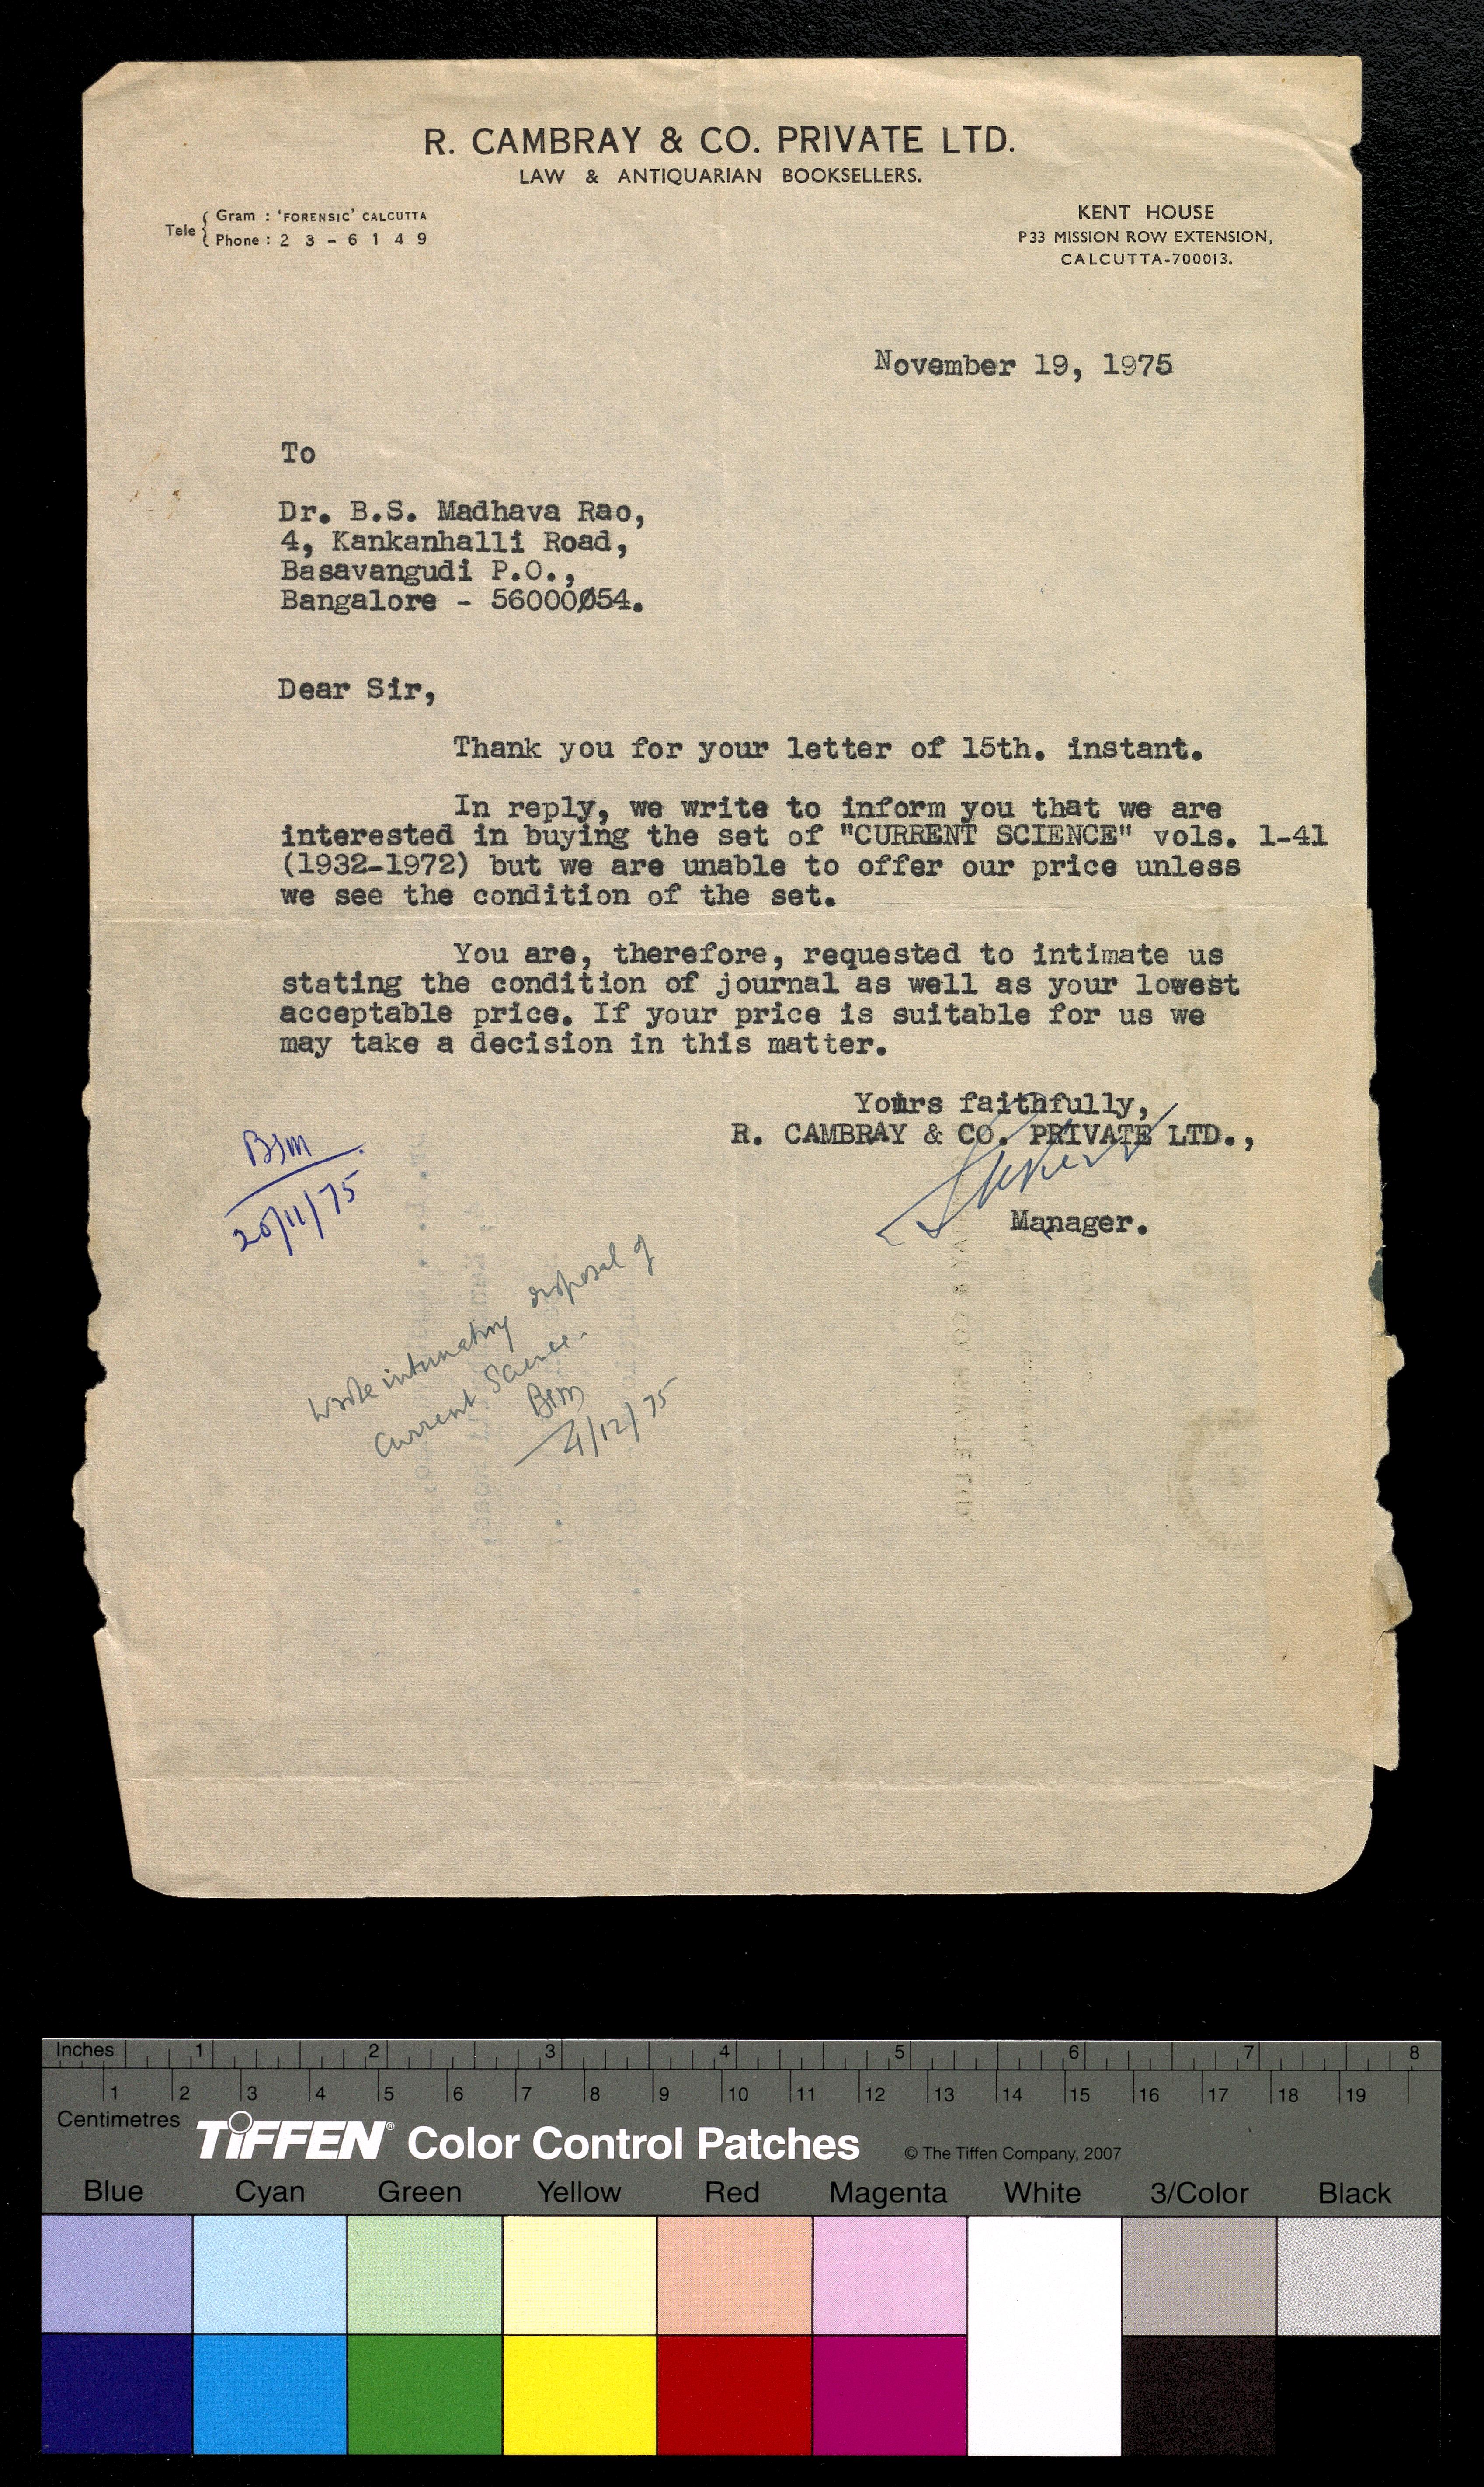 R. CAMBRAY & CO. PRIVATE LTD.
LAW & ANTIQUARIAN BOOKSELLERS.
Tele { Gram : 'FORENSIC' CALCUTTA
Phone : 2 3 - 6 1 4 9
KENT HOUSE
P33 MISSION ROW EXTENSION,
CALCUTTA-700013.
November 19, 1975
To
Dr. B.S. Madhava Rao,
4, Kankanhalli Road,
Basavangudi P.O.,
Bangalore - 56000054.
Dear Sir,
Thank you for your letter of 15th. instant.
In reply, we write to inform you that we are
interested in buying the set of "CURRENT SCIENCE" vols. 1-41
(1932-1972) but we are unable to offer our price unless
we see the condition of the set.
You are, therefore, requested to intimate us
stating the condition of journal as well as your lowest
acceptable price. If your price is suitable for us we
may take a decision in this matter.
Yours faithfully,
R. CAMBRAY & CO. PRIVATE LTD.,
Manager.
Bsm
20/11/75
Wrote intimating disposal of
Current Science.
Bsm
4/12/75
Inches 1 2 3 4 5 6 7 8
1 2 3 4 5 6 7 8 9 10 11 12 13 14 15 16 17 18 19
Centimetres
TIFFEN® Color Control Patches © The Tiffen Company, 2007
Blue Cyan Green Yellow Red Magenta White 3/Color Black